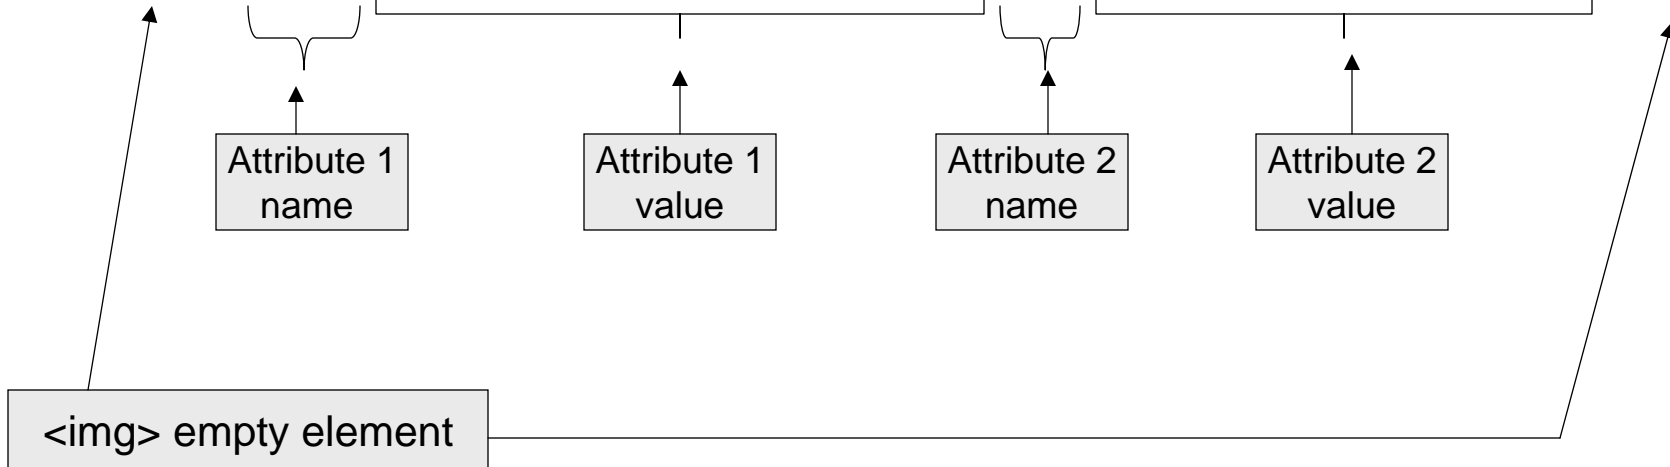 Attribute 1
name
Attribute 1
value
Attribute 2
name
Attribute 2
value
<img> empty element